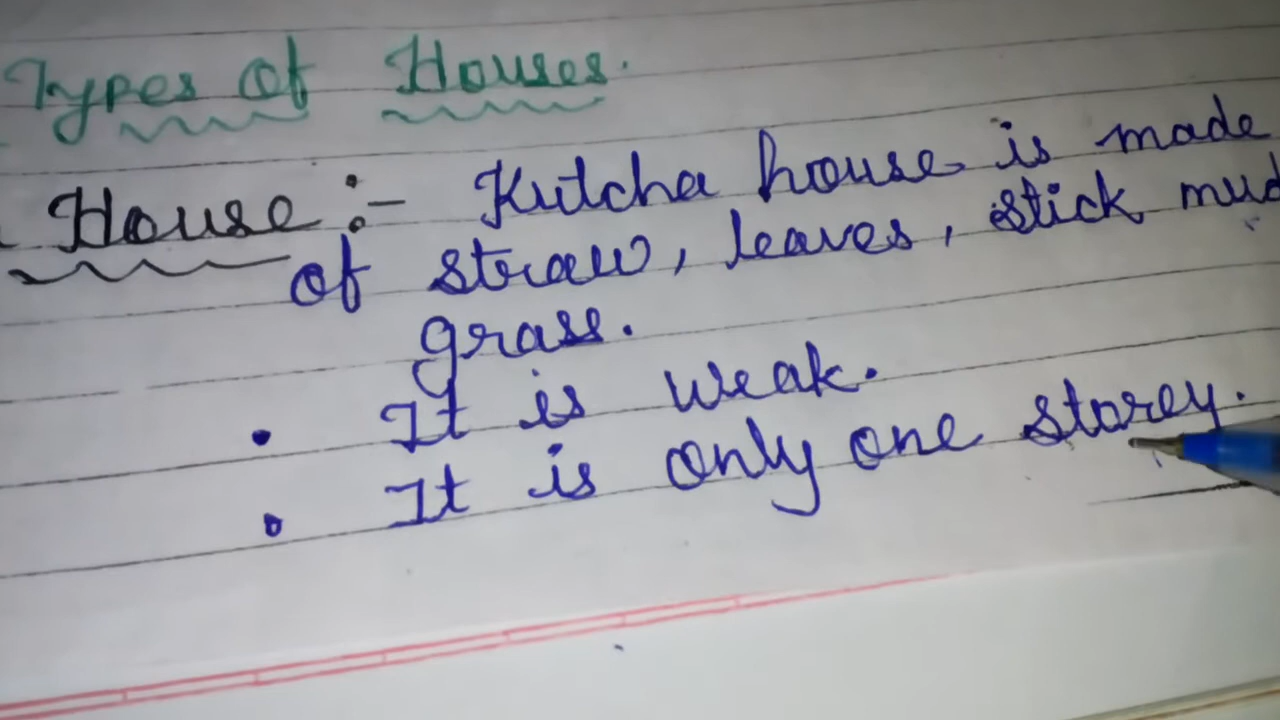 Types of Houses.
House :- Kutcha house is made
of straw, leaves, stick mud
grass.
• It is weak.
• It is only one storey.